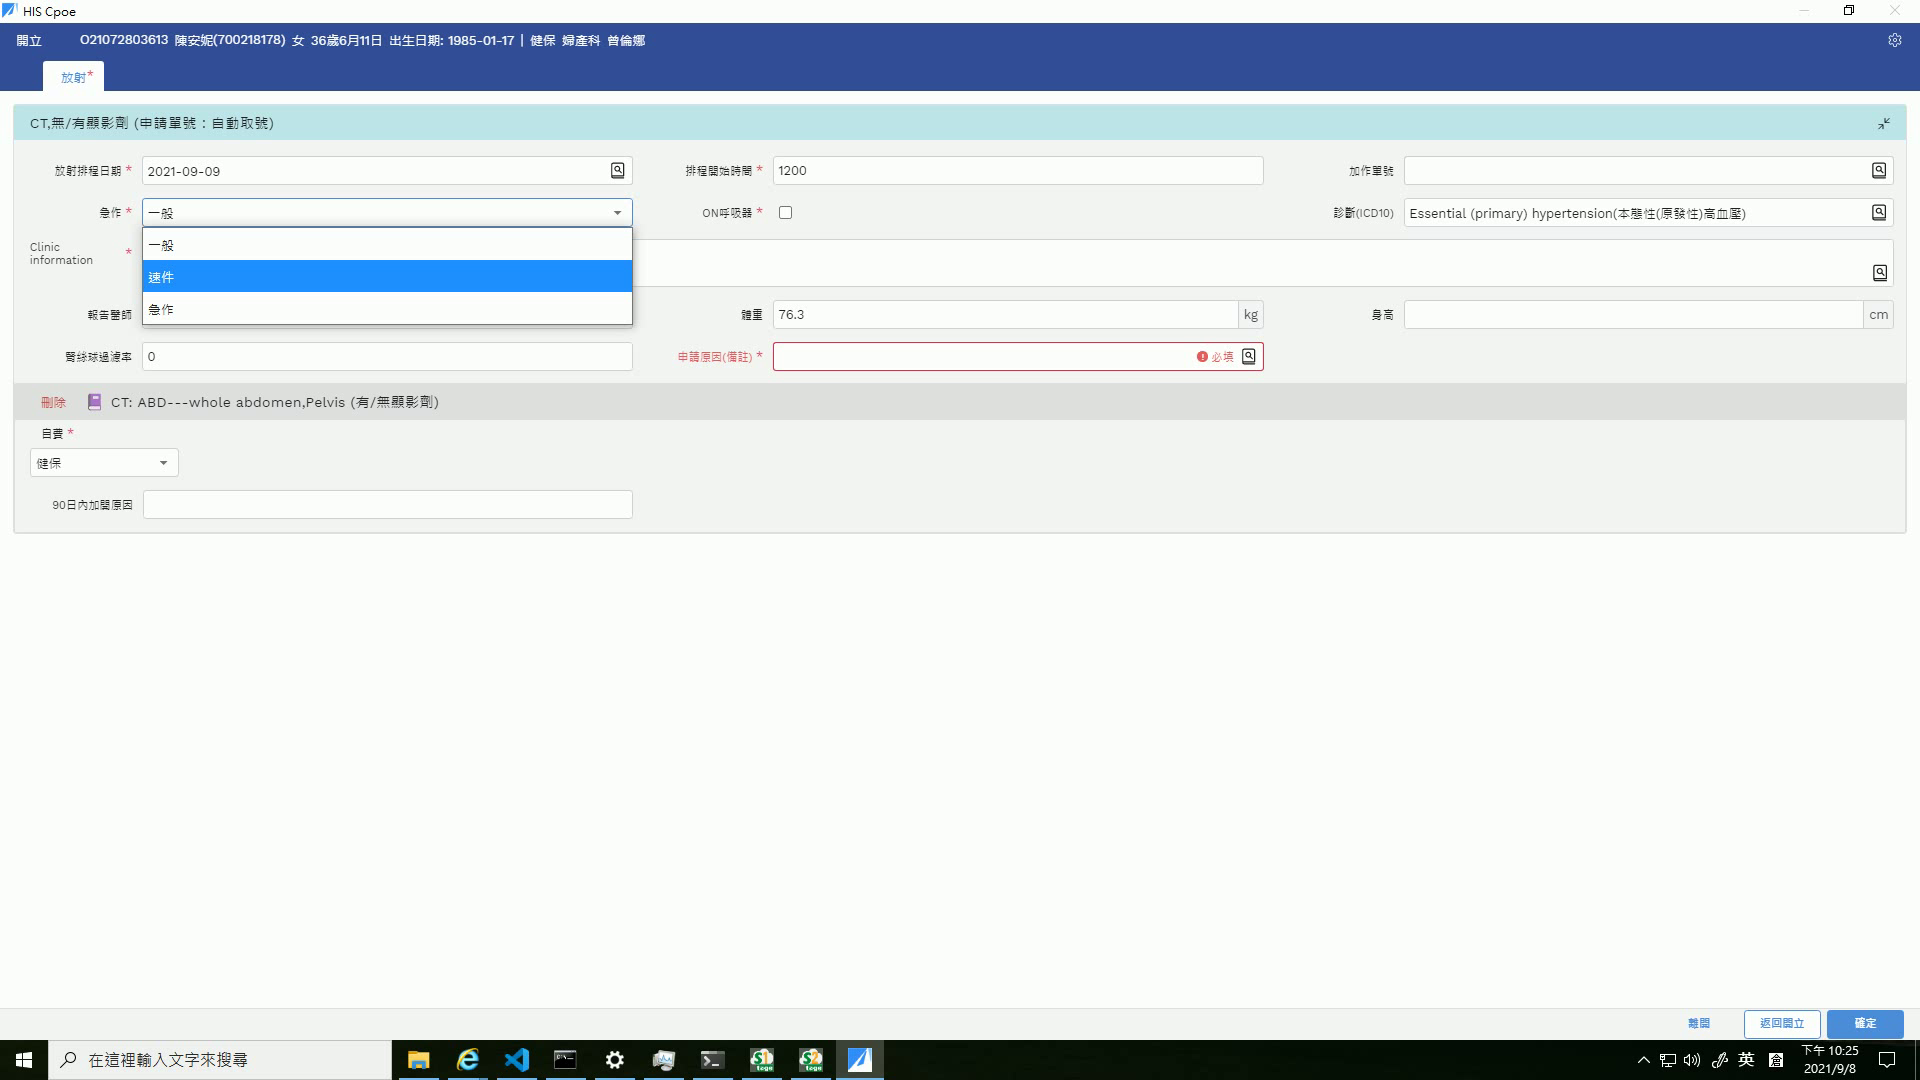 HIS Cpoe
開立 O21072803613 陳安妮(700218178) 女 36歲6月11日 出生日期: 1985-01-17 | 健保 婦產科 曾倫娜
放射*
CT,無/有顯影劑 (申請單號：自動取號)
放射排程日期 * 2021-09-09 排程開始時間 * 1200 加作單號
急作 * 一般 ON呼吸器 * 診斷(ICD10) Essential (primary) hypertension(本態性(原發性)高血壓)
一般
Clinic
information *
速件
急作
報告醫師 體重 76.3 kg 身高 cm
腎絲球過濾率 0 申請原因(備註) * 必填
刪除 CT: ABD---whole abdomen,Pelvis (有/無顯影劑)
自費 *
健保
90日內加開原因
離開 返回開立 確定
在這裡輸入文字來搜尋
S1
togo
S2
togo
英
下午 10:25
2021/9/8